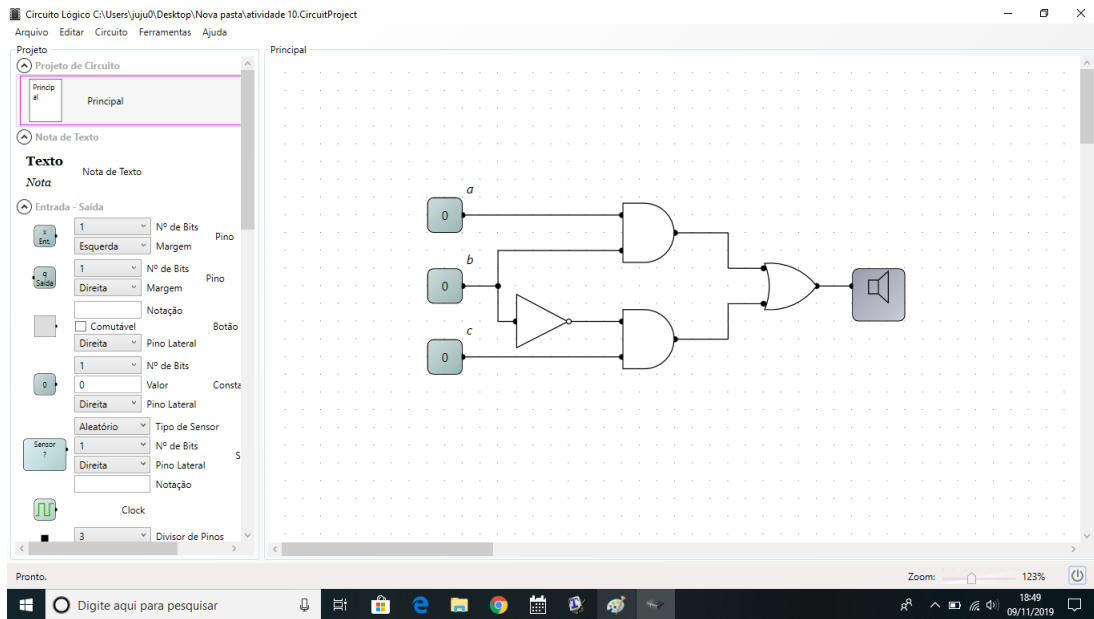 Circuito Lógico C:\Users\juju0\Desktop\Nova pasta\atividade 10.CircuitProject
Arquivo Editar Circuito Ferramentas Ajuda
Projeto
Projeto de Circuito
Princip
al
Principal
Nota de Texto
Texto
Nota
Nota de Texto
Entrada - Saída
x
Ent.
1 Nº de Bits
Esquerda Margem
Pino
q
Saída
1 Nº de Bits
Direita Margem
Pino
Notação
Comutável
Botão
Direita Pino Lateral
0
1 Nº de Bits
0 Valor
Consta
Direita Pino Lateral
Sensor
?
Aleatório Tipo de Sensor
1 Nº de Bits
S
Direita Pino Lateral
Notação
Clock
3 Divisor de Pinos
Principal
a
0
b
0
c
0
Pronto.
Zoom: 123%
Digite aqui para pesquisar
18:49
09/11/2019